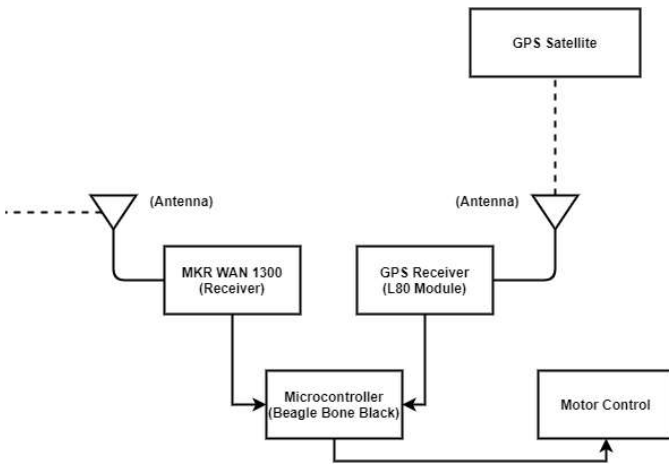 GPS Satellite
(Antenna)
(Antenna)
MKR WAN 1300
(Receiver)
GPS Receiver
(L80 Module)
Microcontroller
(Beagle Bone Black)
Motor Control